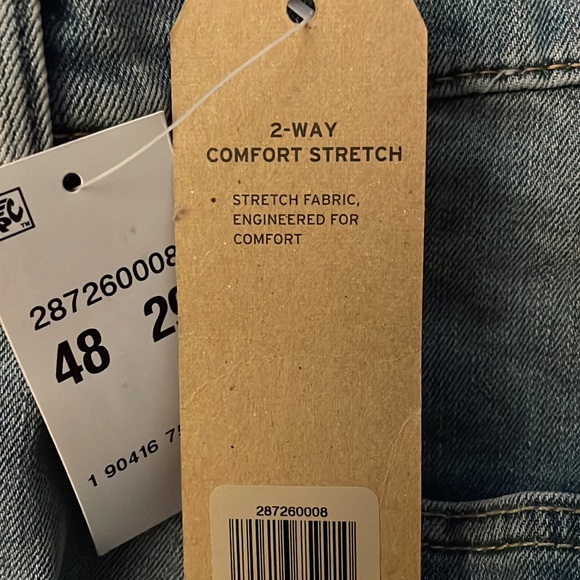 2-WAY
COMFORT STRETCH
• STRETCH FABRIC,
ENGINEERED FOR
COMFORT
287260008
287260008
48
1 90416